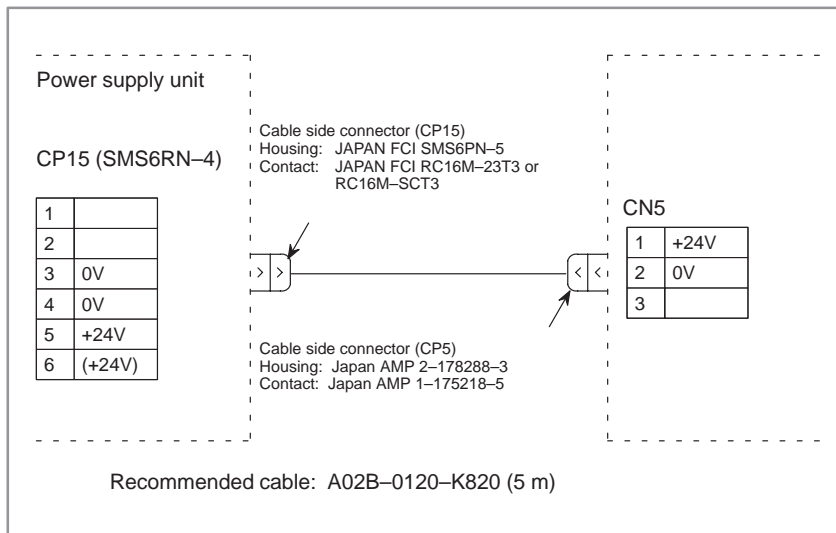 Power supply unit
CP15 (SMS6RN–4)
1
2
3 0V
4 0V
5 +24V
6 (+24V)
Cable side connector (CP15)
Housing: JAPAN FCI SMS6PN–5
Contact: JAPAN FCI RC16M–23T3 or
RC16M–SCT3
Cable side connector (CP5)
Housing: Japan AMP 2–178288–3
Contact: Japan AMP 1–175218–5
CN5
1 +24V
2 0V
3
Recommended cable: A02B–0120–K820 (5 m)